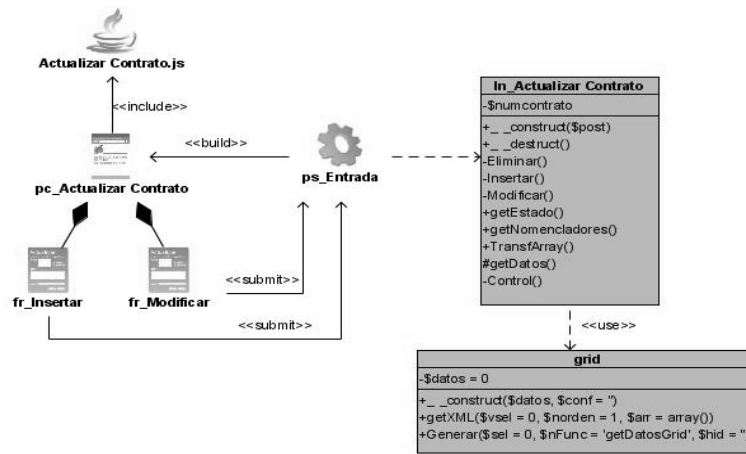 Actualizar Contrato.js
<<include>>
pc_Actualizar Contrato
<<build>>
ps_Entrada
fr_Insertar
fr_Modificar
<<submit>>
<<submit>>
ln_Actualizar Contrato
-$numcontrato
+_ _construct($post)
+_ _destruct()
-Eliminar()
-Insertar()
-Modificar()
+getEstado()
+getNomencladores()
+TransfArray()
#getDatos()
-Control()
<<use>>
grid
-$datos = 0
+_ _construct($datos, $conf = '')
+getXML($vsel = 0, $norden = 1, $arr = array())
+Generar($sel = 0, $nFunc = 'getDatosGrid', $hid = ''